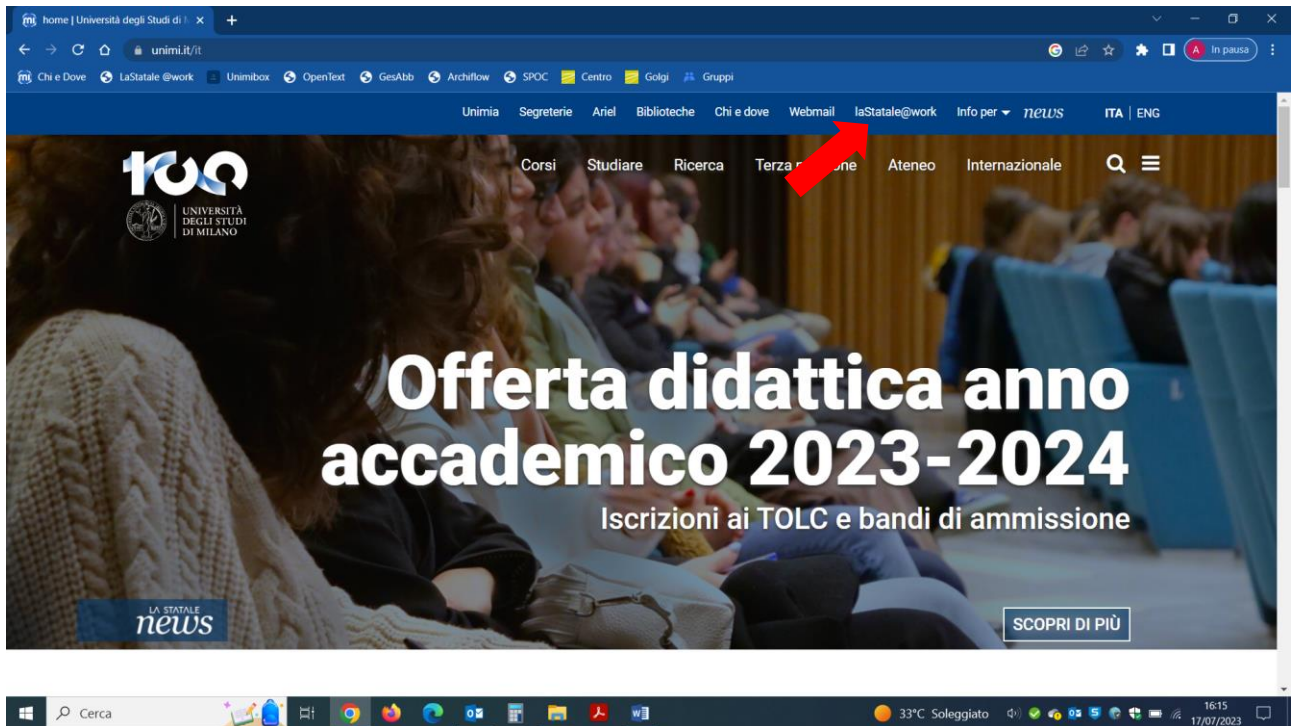 home | Università degli Studi di
unimi.it/it
In pausa
Chi e Dove LaStatale @work Unimibox OpenText GesAbb Archiflow SPOC Centro Golgi Gruppi
Unimia Segreterie Ariel Biblioteche Chi e dove Webmail laStatale@work Info per news ITA | ENG
100
UNIVERSITÀ
DEGLI STUDI
DI MILANO
Corsi Studiare Ricerca Terza Ateneo Internazionale
Offerta didattica anno
accademico 2023-2024
Iscrizioni ai TOLC e bandi di ammissione
LA STATALE
news
SCOPRI DI PIÙ
Cerca
33°C Soleggiato
16:15
17/07/2023